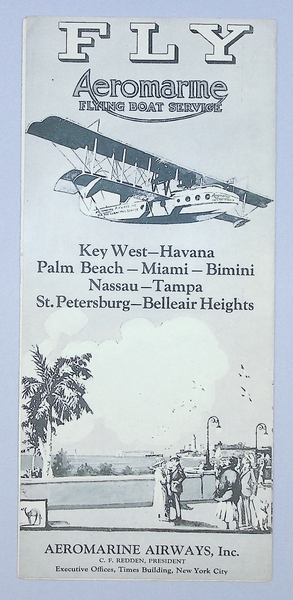 FLY
Aeromarine
FLYING BOAT SERVICE
Key West—Havana
Palm Beach — Miami — Bimini
Nassau — Tampa
St. Petersburg—Belleair Heights
AEROMARINE AIRWAYS, Inc.
C. F. REDDEN, PRESIDENT
Executive Offices, Times Building, New York City